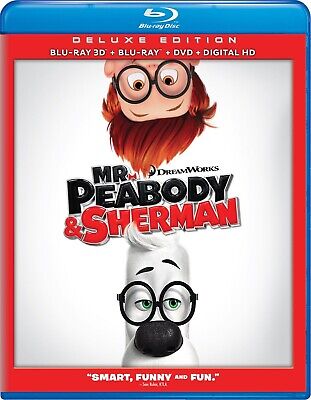 Blu-ray Disc
DELUXE EDITION
BLU-RAY 3D + BLU-RAY + DVD + DIGITAL HD
DREAMWORKS
MR.
PEABODY
& SHERMAN
"SMART, FUNNY AND FUN."